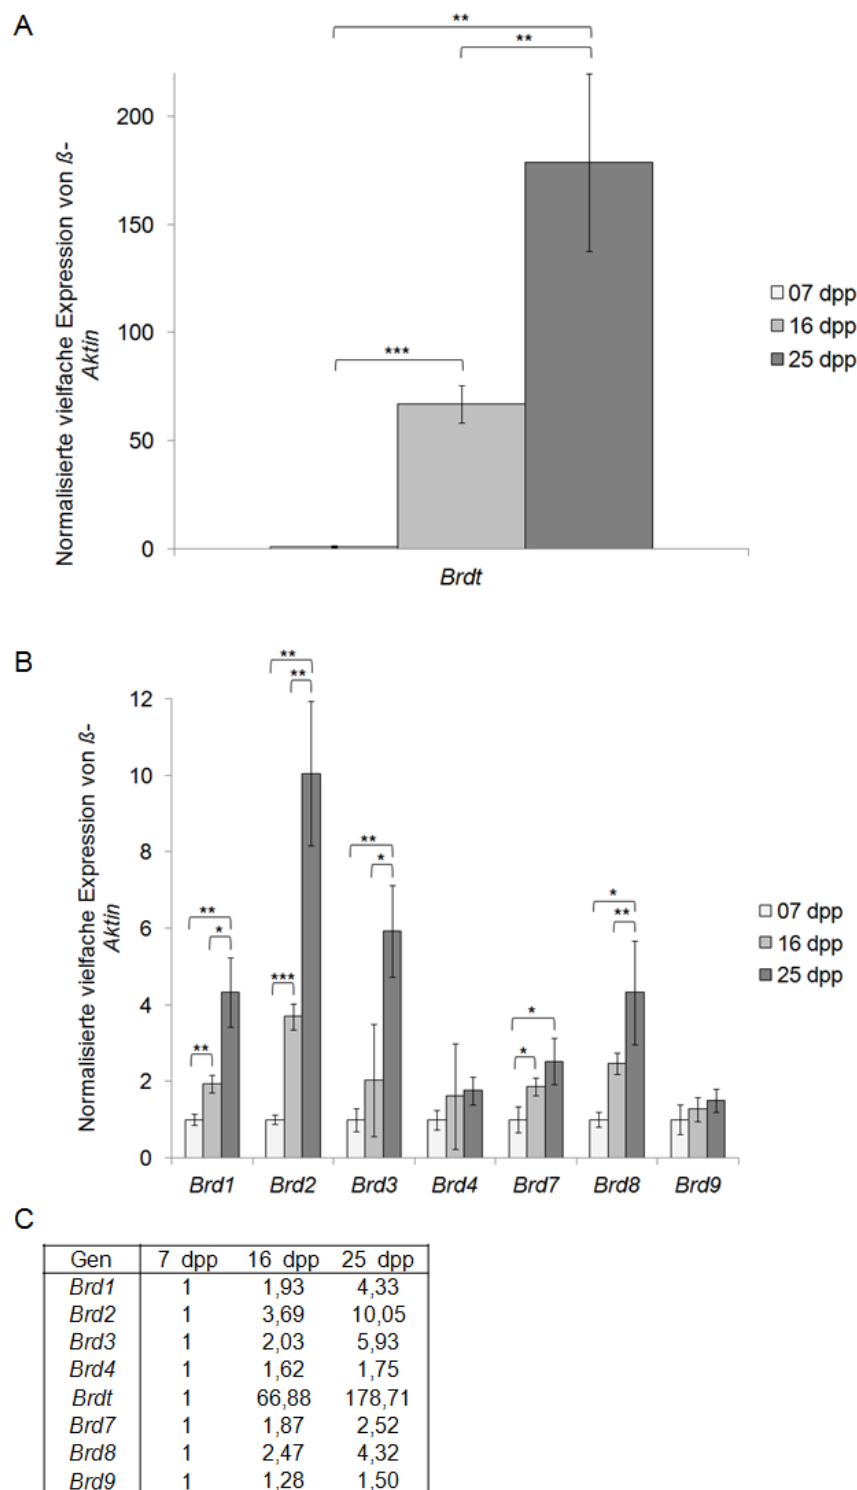 A
**
**
Normalisierte vielfache Expression von ß-
Aktin
200
150
100
50
0
***
07 dpp
16 dpp
25 dpp
Brdt
B
Normalisierte vielfache Expression von ß-
Aktin
12
10
8
6
4
2
0
**
*
**
**
**
***
**
*
*
*
*
**
07 dpp
16 dpp
25 dpp
Brd1 Brd2 Brd3 Brd4 Brd7 Brd8 Brd9
C
Gen 7 dpp 16 dpp 25 dpp
Brd1 1 1,93 4,33
Brd2 1 3,69 10,05
Brd3 1 2,03 5,93
Brd4 1 1,62 1,75
Brdt 1 66,88 178,71
Brd7 1 1,87 2,52
Brd8 1 2,47 4,32
Brd9 1 1,28 1,50